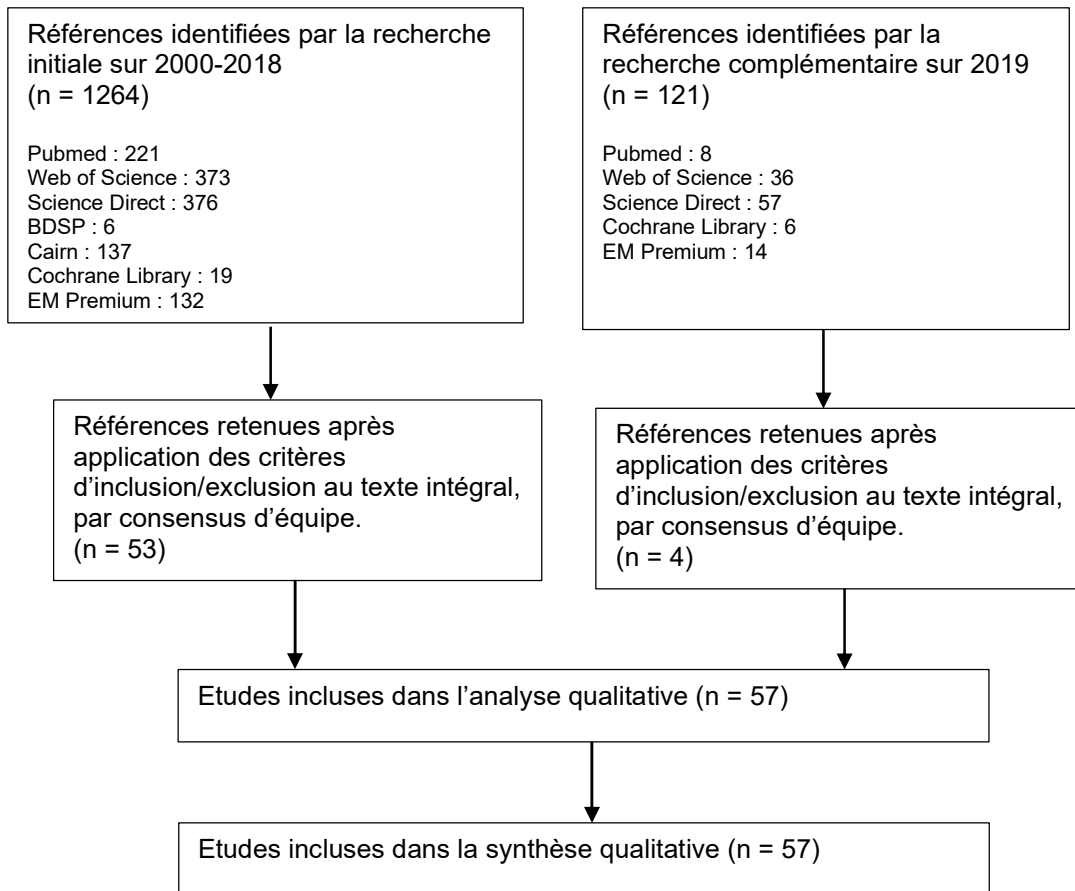 Références identifiées par la recherche
initiale sur 2000-2018
(n = 1264)
Pubmed : 221
Web of Science : 373
Science Direct : 376
BDSP : 6
Cairn : 137
Cochrane Library : 19
EM Premium : 132
Références identifiées par la
recherche complémentaire sur 2019
(n = 121)
Pubmed : 8
Web of Science : 36
Science Direct : 57
Cochrane Library : 6
EM Premium : 14
Références retenues après
application des critères
d’inclusion/exclusion au texte intégral,
par consensus d’équipe.
(n = 53)
Références retenues après
application des critères
d’inclusion/exclusion au texte intégral,
par consensus d’équipe.
(n = 4)
Etudes incluses dans l’analyse qualitative (n = 57)
Etudes incluses dans la synthèse qualitative (n = 57)